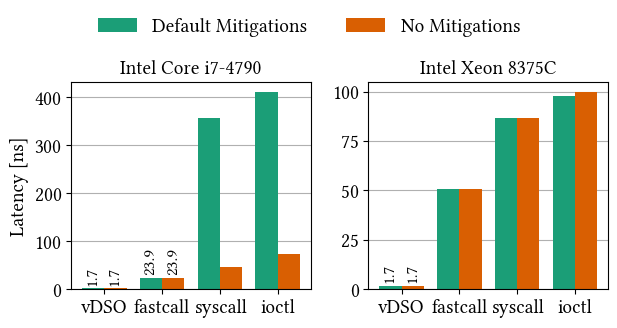 Default Mitigations No Mitigations
Intel Core i7-4790
Latency [ns]
400
300
200
100
0
1.7 1.7 23.9 23.9
vDSO fastcall syscall ioctl
Intel Xeon 8375C
100
75
50
25
0
1.7 1.7
vDSO fastcall syscall ioctl